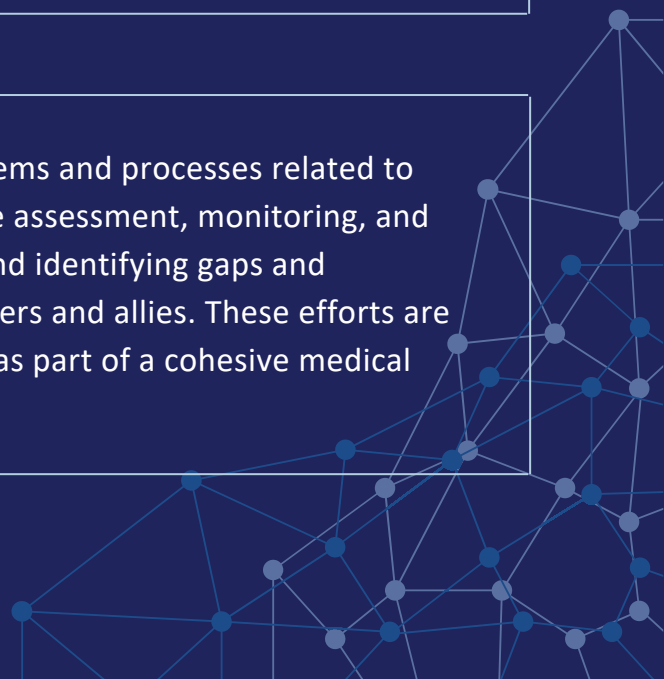 ems and processes related to
e assessment, monitoring, and
nd identifying gaps and
ers and allies. These efforts are
as part of a cohesive medical